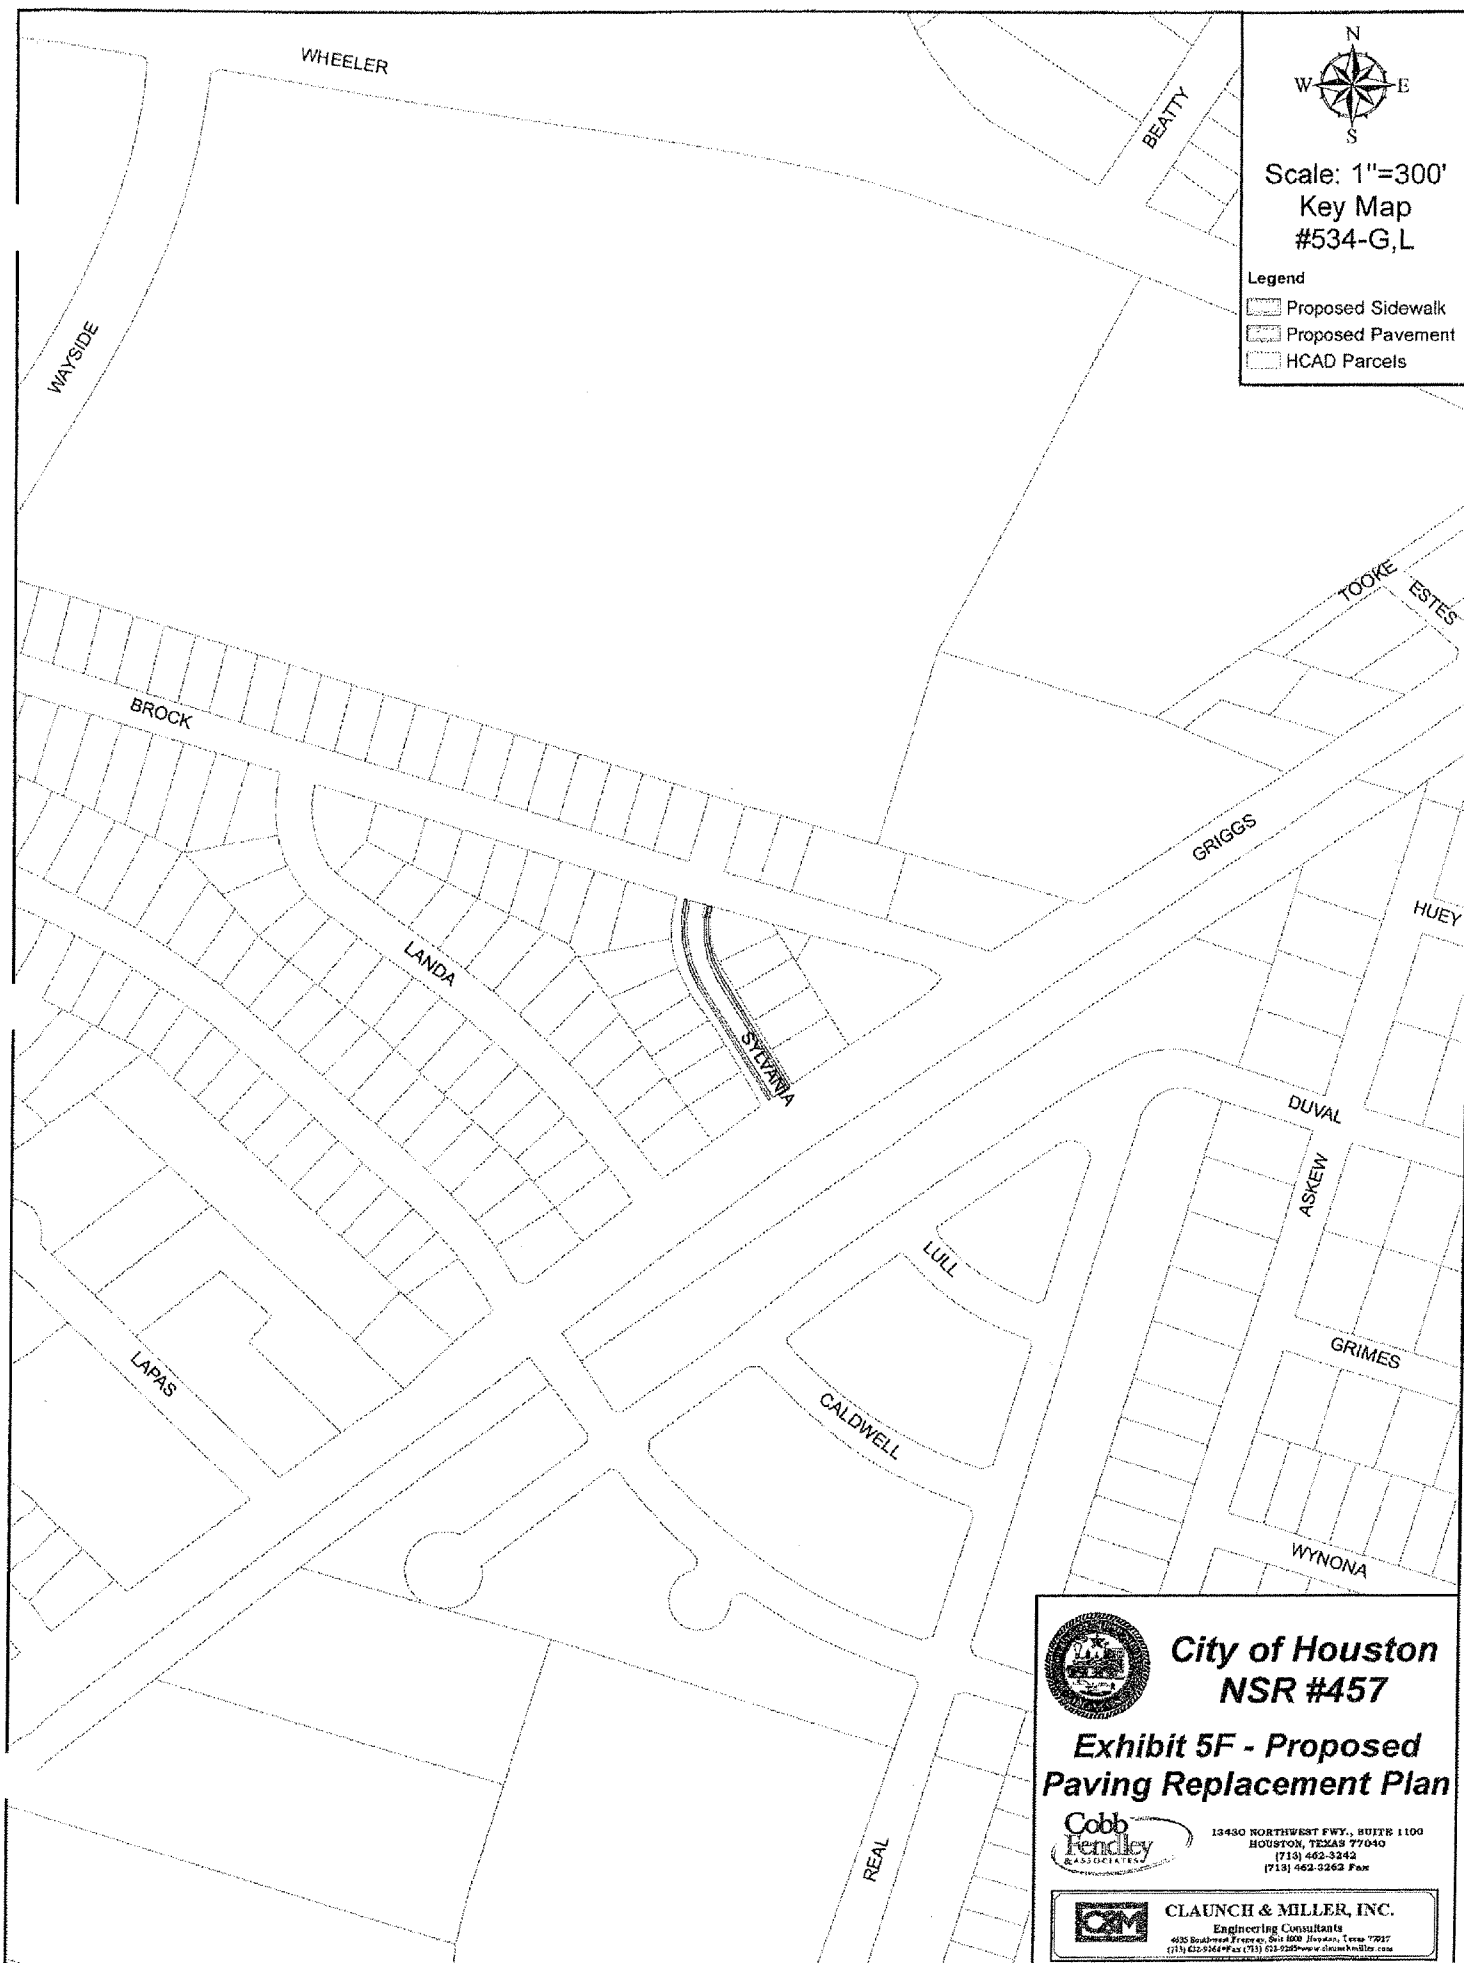 WHEELER
BEATTY
N
W E
S
Scale: 1"=300'
Key Map
#534-G,L
Legend
Proposed Sidewalk
Proposed Pavement
HCAD Parcels
WAYSIDE
TOOKE
ESTES
BROCK
GRIGGS
HUEY
LANDA
SYLVANIA
DUVAL
ASKEW
LULL
GRIMES
LAPAS
CALDWELL
WYNONA
REAL
City of Houston
NSR #457
Exhibit 5F - Proposed
Paving Replacement Plan
Cobb
Fendley
& ASSOCIATES
13430 NORTHWEST FWY., SUITE 1100
HOUSTON, TEXAS 77040
(713) 462-3242
(713) 462-3262 Fax
C&M
CLAUNCH & MILLER, INC.
Engineering Consultants
Houston, Texas